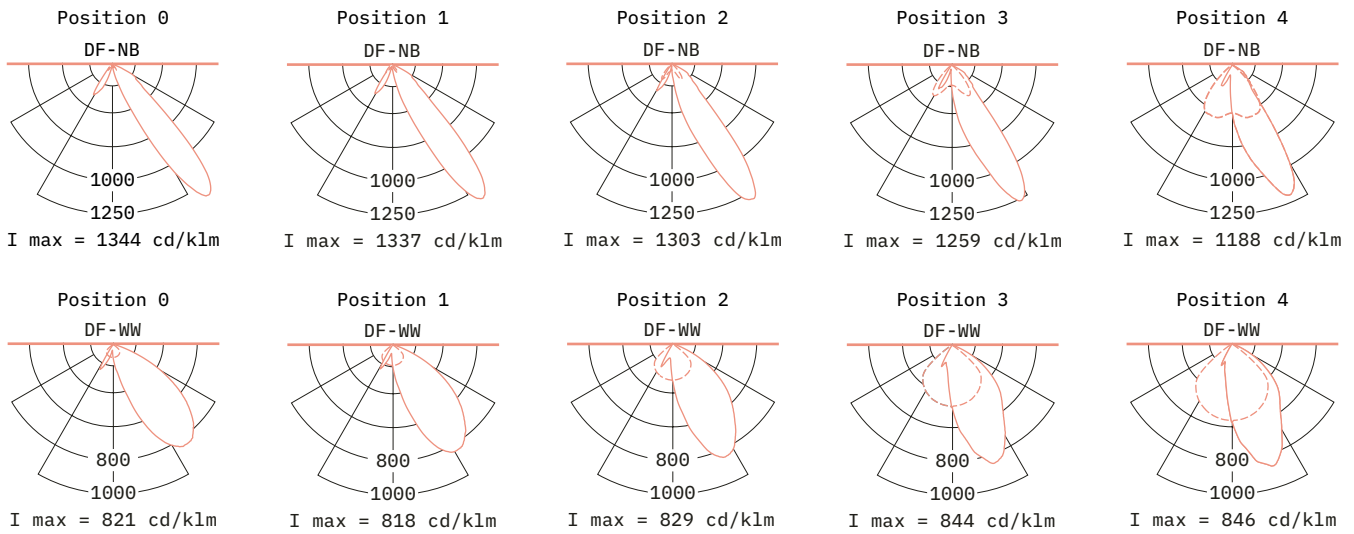 Position 0
DF-NB
1000
1250
I max = 1344 cd/klm
Position 1
DF-NB
1000
1250
I max = 1337 cd/klm
Position 2
DF-NB
1000
1250
I max = 1303 cd/klm
Position 3
DF-NB
1000
1250
I max = 1259 cd/klm
Position 4
DF-NB
1000
1250
I max = 1188 cd/klm
Position 0
DF-WW
800
1000
I max = 821 cd/klm
Position 1
DF-WW
800
1000
I max = 818 cd/klm
Position 2
DF-WW
800
1000
I max = 829 cd/klm
Position 3
DF-WW
800
1000
I max = 844 cd/klm
Position 4
DF-WW
800
1000
I max = 846 cd/klm